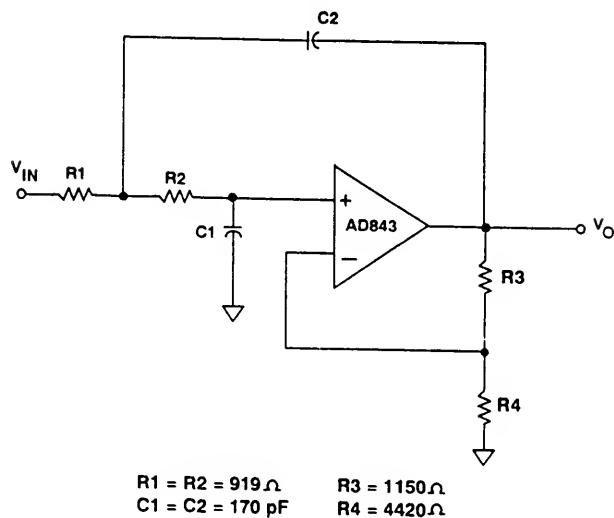 C2
V_IN
R1
R2
C1
+
AD843
−
V_O
R3
R4
R1 = R2 = 919Ω R3 = 1150Ω
C1 = C2 = 170 pF R4 = 4420Ω